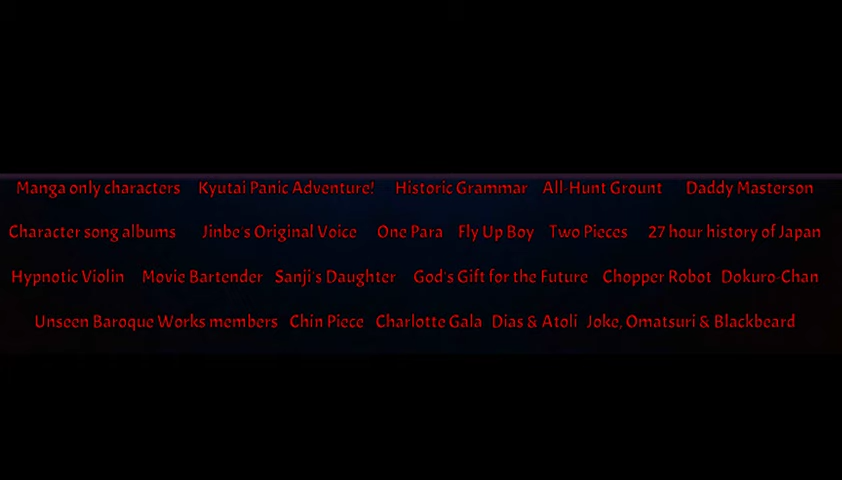 Manga only characters Kyutai Panic Adventure! Historic Grammar All-Hunt Grount Daddy Masterson
Character song albums Jinbe's Original Voice One Para Fly Up Boy Two Pieces 27 hour history of Japan
Hypnotic Violin Movie Bartender Sanji's Daughter God's Gift for the Future Chopper Robot Dokuro-Chan
Unseen Baroque Works members Chin Piece Charlotte Gala Dias & Atoli Joke, Omatsuri & Blackbeard